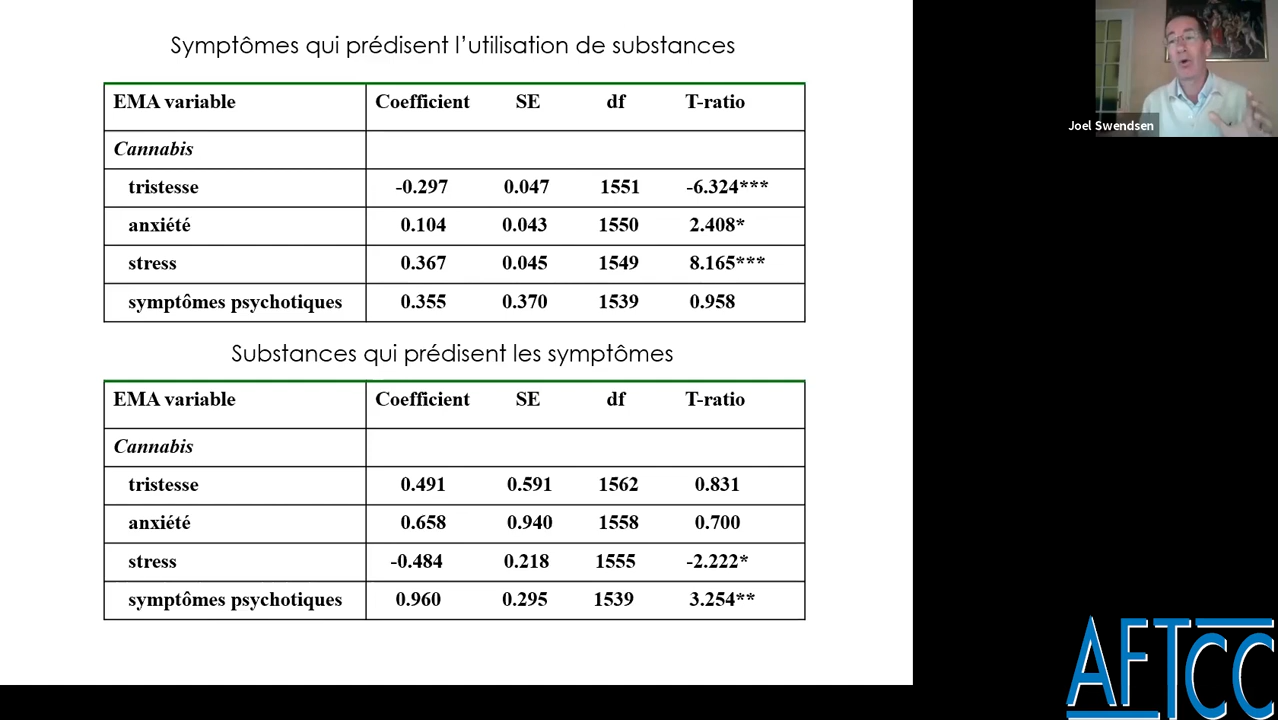 Symptômes qui prédisent l’utilisation de substances
EMA variable Coefficient SE df T-ratio
Cannabis
tristesse -0.297 0.047 1551 -6.324***
anxiété 0.104 0.043 1550 2.408*
stress 0.367 0.045 1549 8.165***
symptômes psychotiques 0.355 0.370 1539 0.958
Substances qui prédisent les symptômes
EMA variable Coefficient SE df T-ratio
Cannabis
tristesse 0.491 0.591 1562 0.831
anxiété 0.658 0.940 1558 0.700
stress -0.484 0.218 1555 -2.222*
symptômes psychotiques 0.960 0.295 1539 3.254**
Joel Swendsen
AFTCC